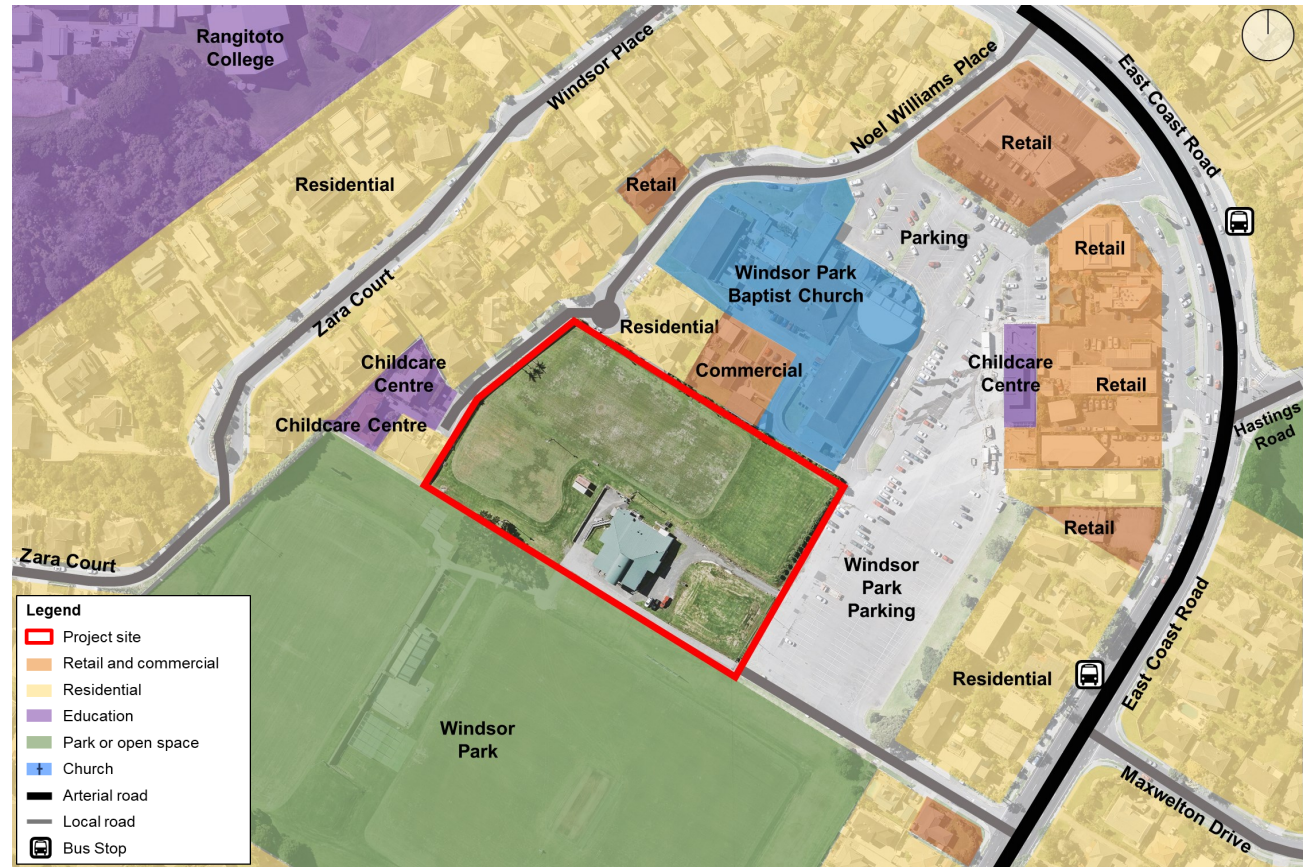 Rangitoto
College
Windsor Place
Noel Williams Place
East Coast Road
Retail
Residential
Retail
Parking
Retail
Windsor Park
Baptist Church
Zara Court
Residential
Childcare
Centre
Commercial
Childcare
Centre
Retail
Childcare Centre
Hastings
Road
Retail
Zara Court
Windsor
Park
Parking
East Coast Road
Residential
Windsor
Park
Maxwelton Drive
Legend
Project site
Retail and commercial
Residential
Education
Park or open space
Church
Arterial road
Local road
Bus Stop